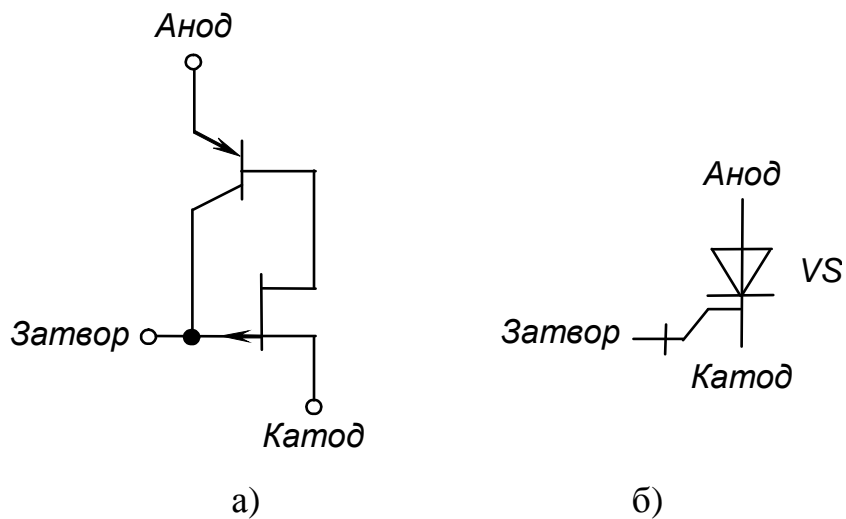 Анод
Затвор
Катод
Анод
VS
Затвор
Катод
а)
б)